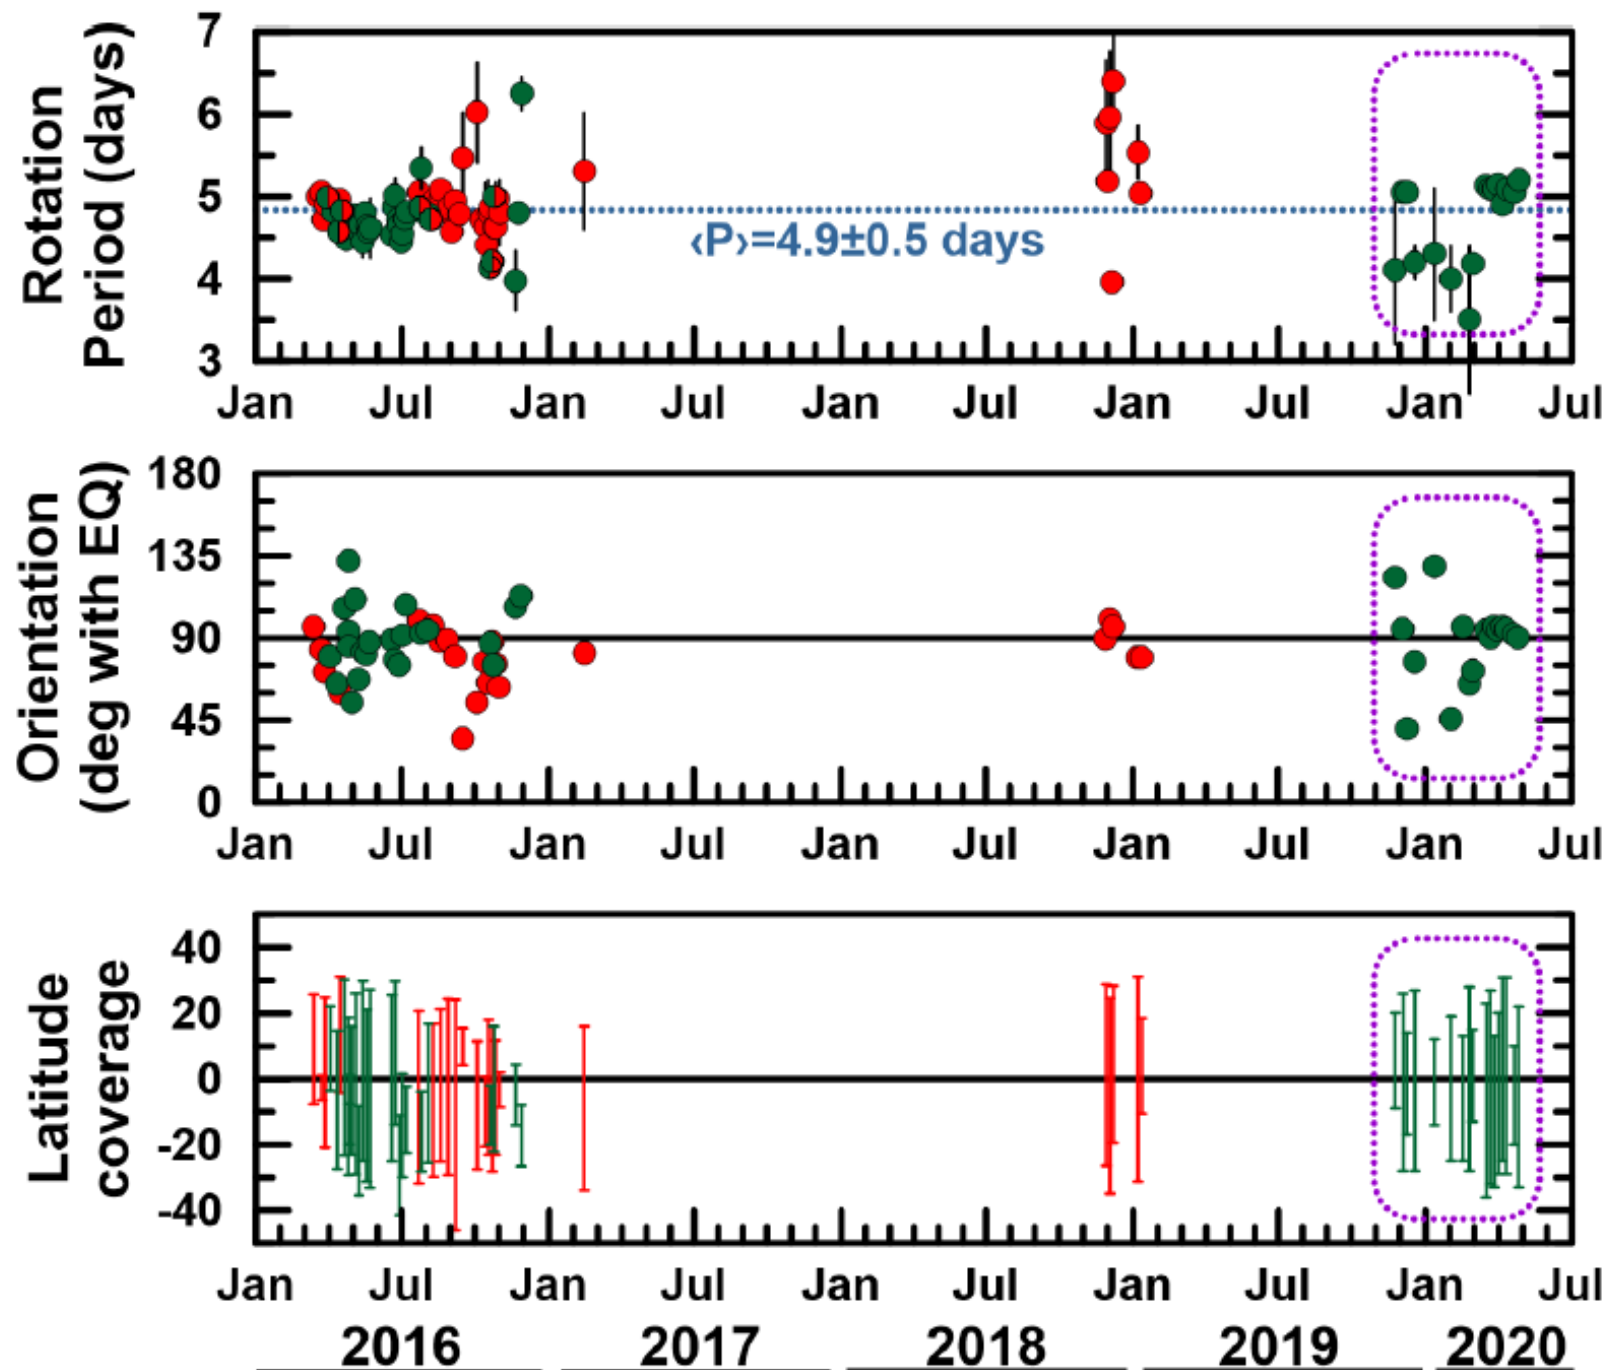 Rotation
Period (days)
7
6
5
4
3
‹P›=4.9±0.5 days
Jan Jul Jan Jul Jan Jul Jan Jul Jan Jul
Orientation
(deg with EQ)
180
135
90
45
0
Jan Jul Jan Jul Jan Jul Jan Jul Jan Jul
Latitude
coverage
40
20
0
-20
-40
Jan Jul Jan Jul Jan Jul Jan Jul Jan Jul
2016 2017 2018 2019 2020